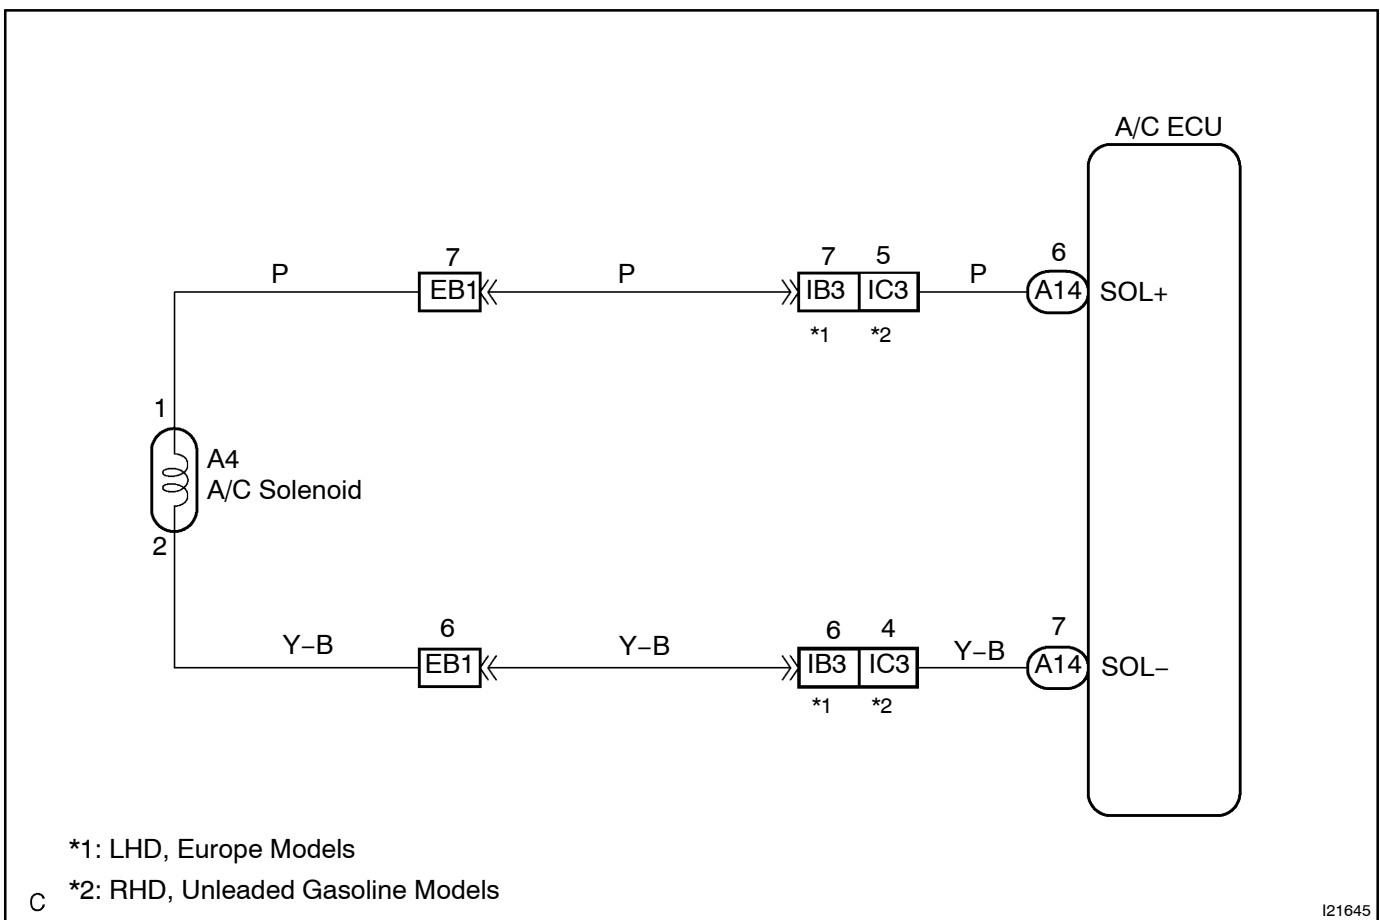 A/C ECU
7
7 5
6
P
P
P
EB1
IB3 IC3
A14
SOL+
*1 *2
1
A4
A/C Solenoid
2
6
6 4
7
Y–B
Y–B
Y–B
EB1
IB3 IC3
A14
SOL–
*1 *2
*1: LHD, Europe Models
*2: RHD, Unleaded Gasoline Models
C
I21645